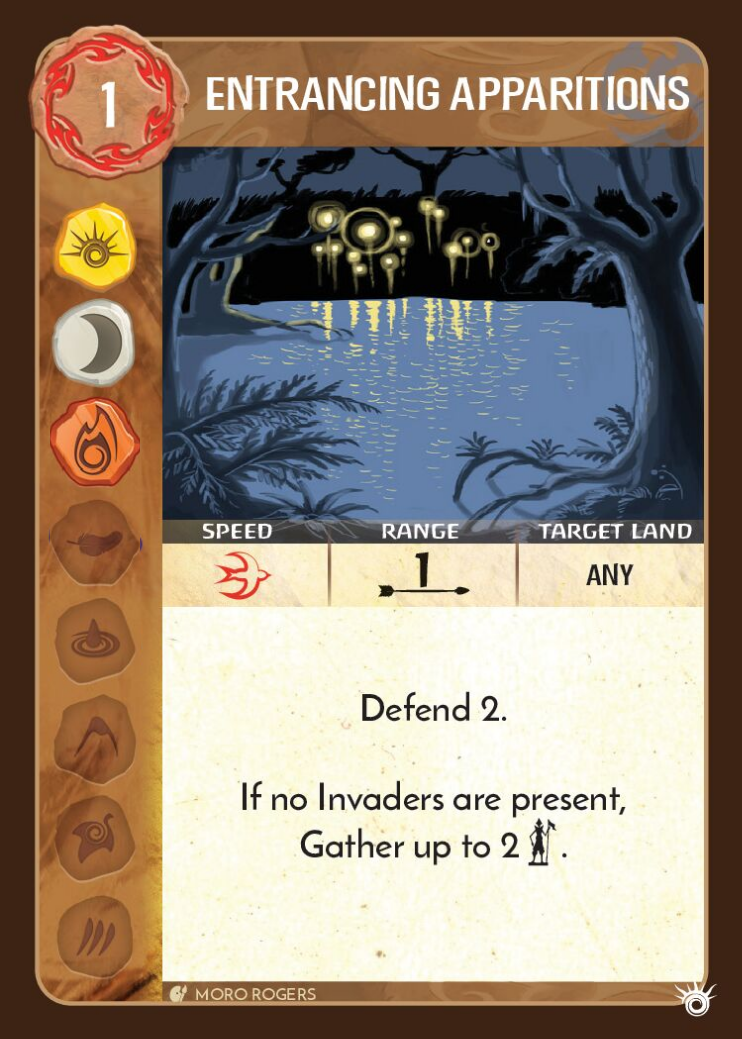 1
ENTRANCING APPARITIONS
SPEED RANGE TARGET LAND
1 ANY
Defend 2.
If no Invaders are present,
Gather up to 2 .
MORO ROGERS